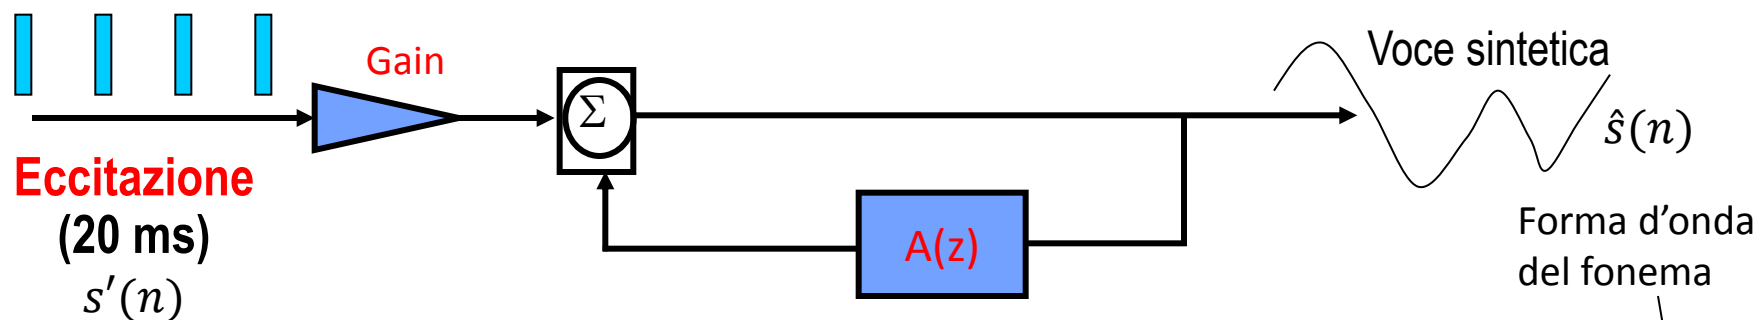 Gain
Σ
Voce sintetica
ŝ(n)
Eccitazione
(20 ms)
s′(n)
A(z)
Forma d’onda
del fonema